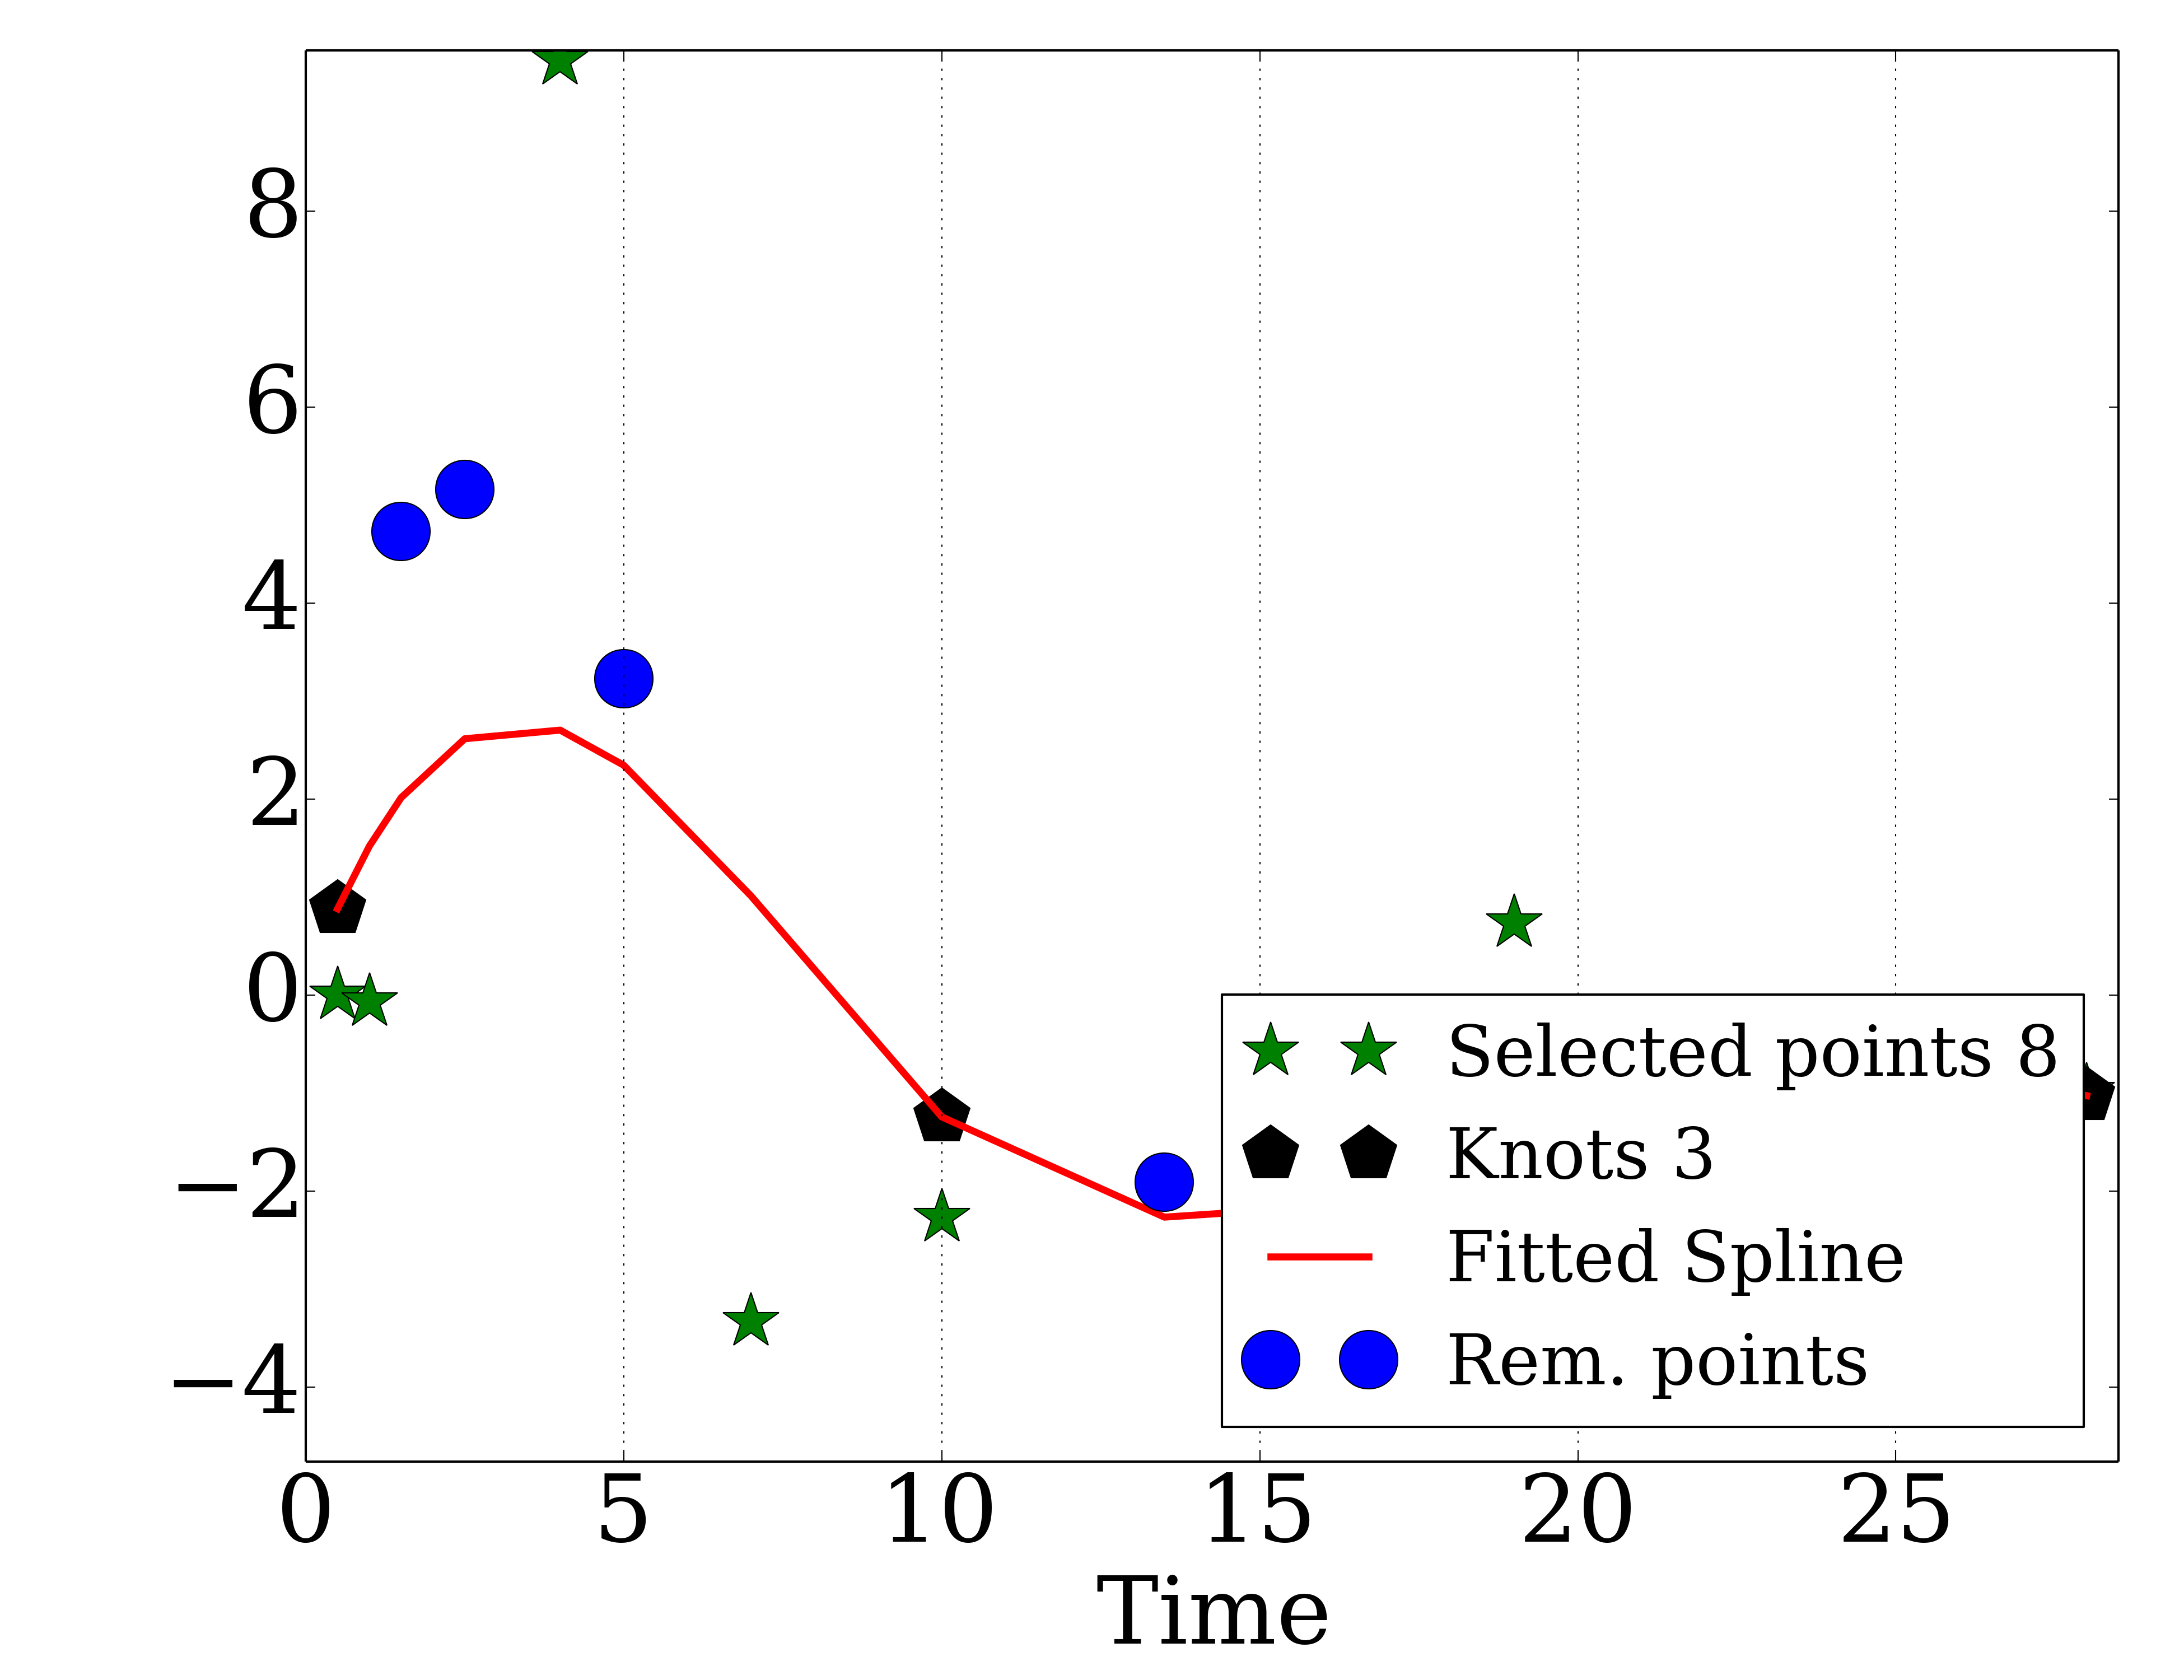 8
6
4
2
0
−2
−4
0 5 10 15 20 25
Time
Selected points 8
Knots 3
Fitted Spline
Rem. points